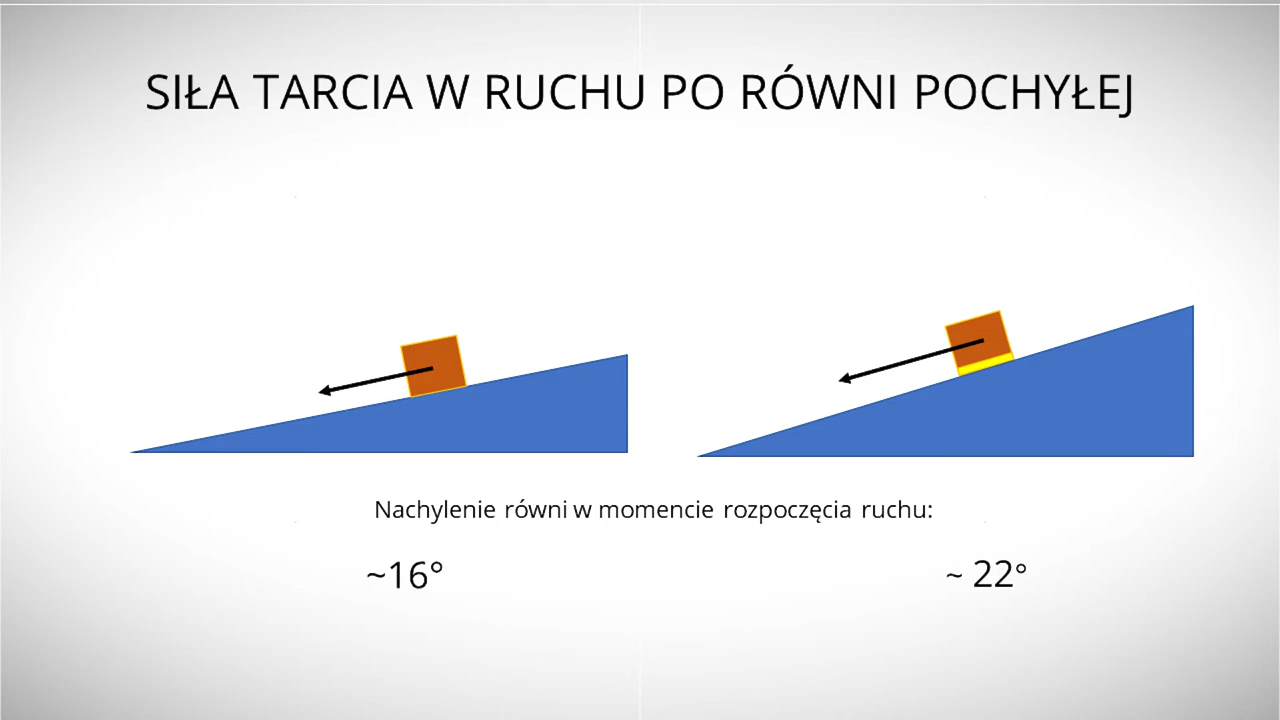 SIŁA TARCIA W RUCHU PO RÓWNI POCHYŁEJ
Nachylenie równi w momencie rozpoczęcia ruchu:
~16°
~ 22°